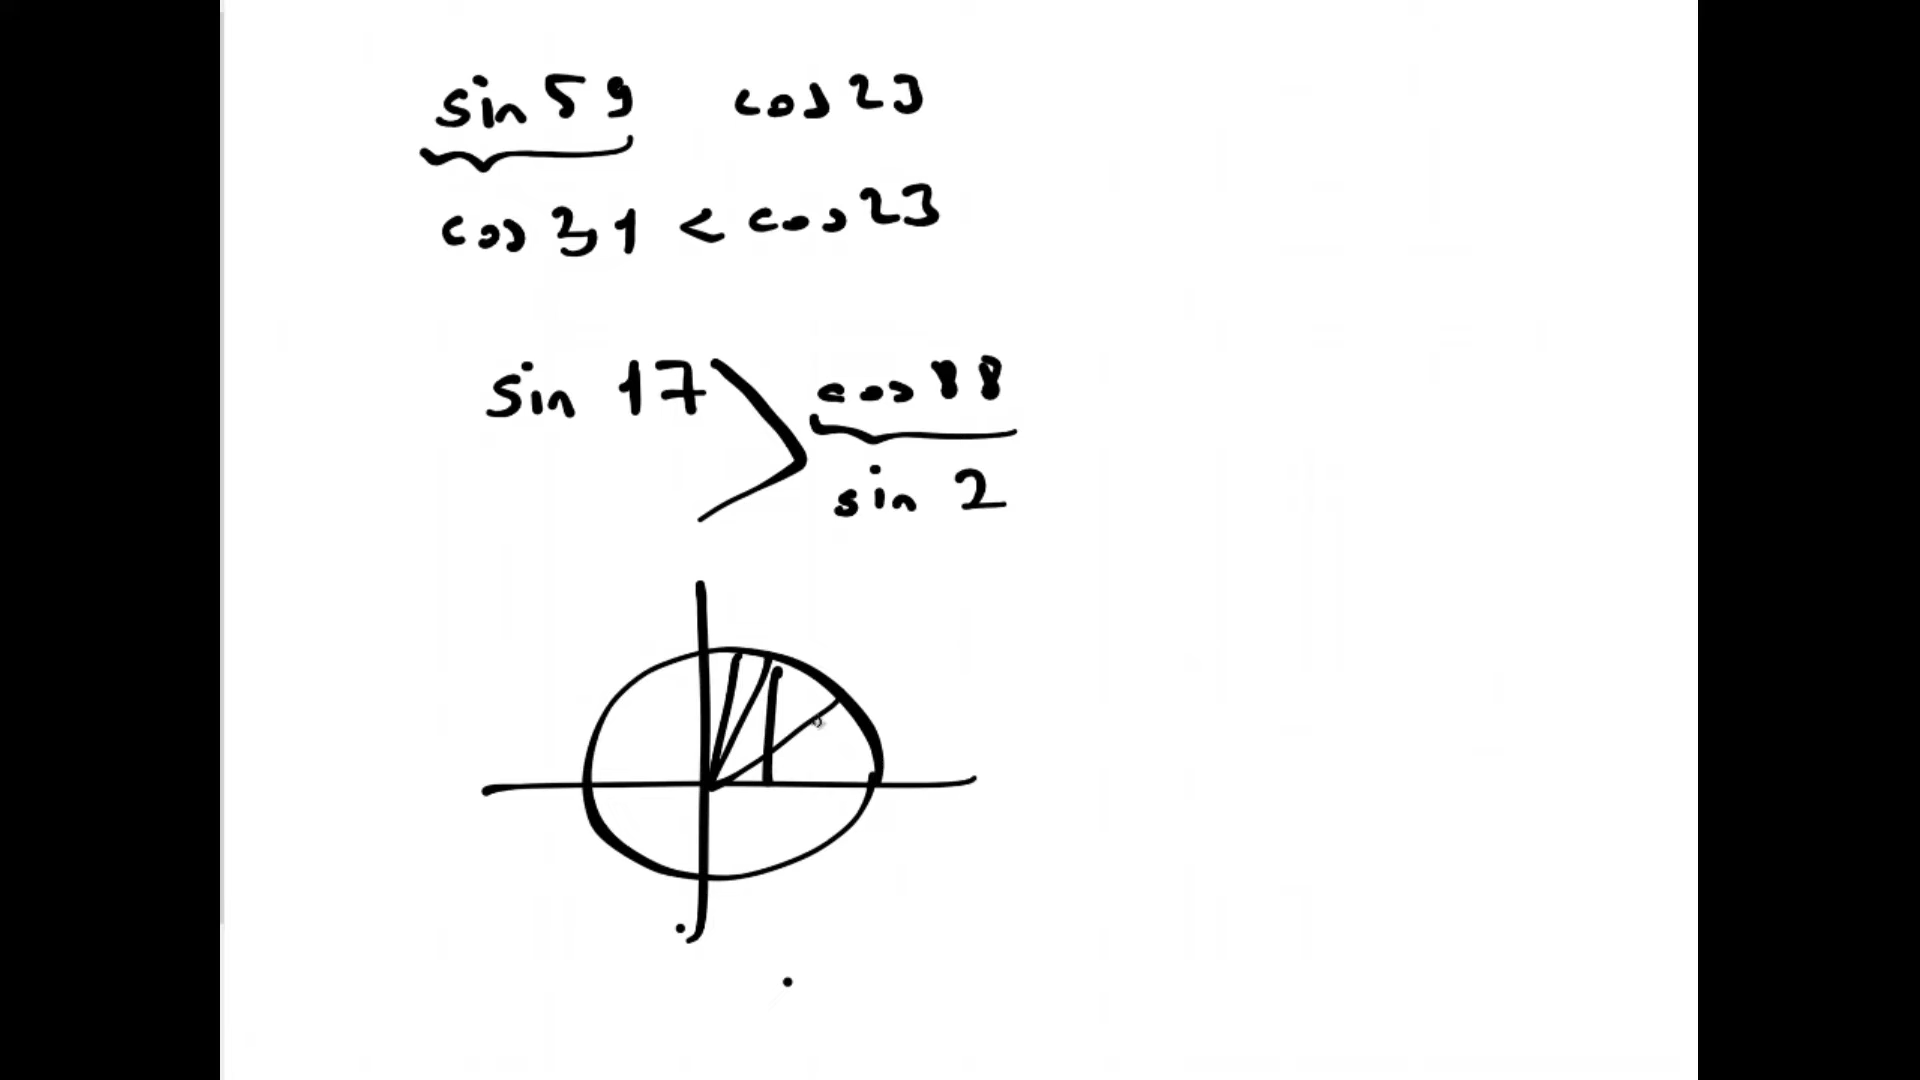 sin 59 cos 23
cos 31 < cos 23
sin 17 > cos 88
sin 2